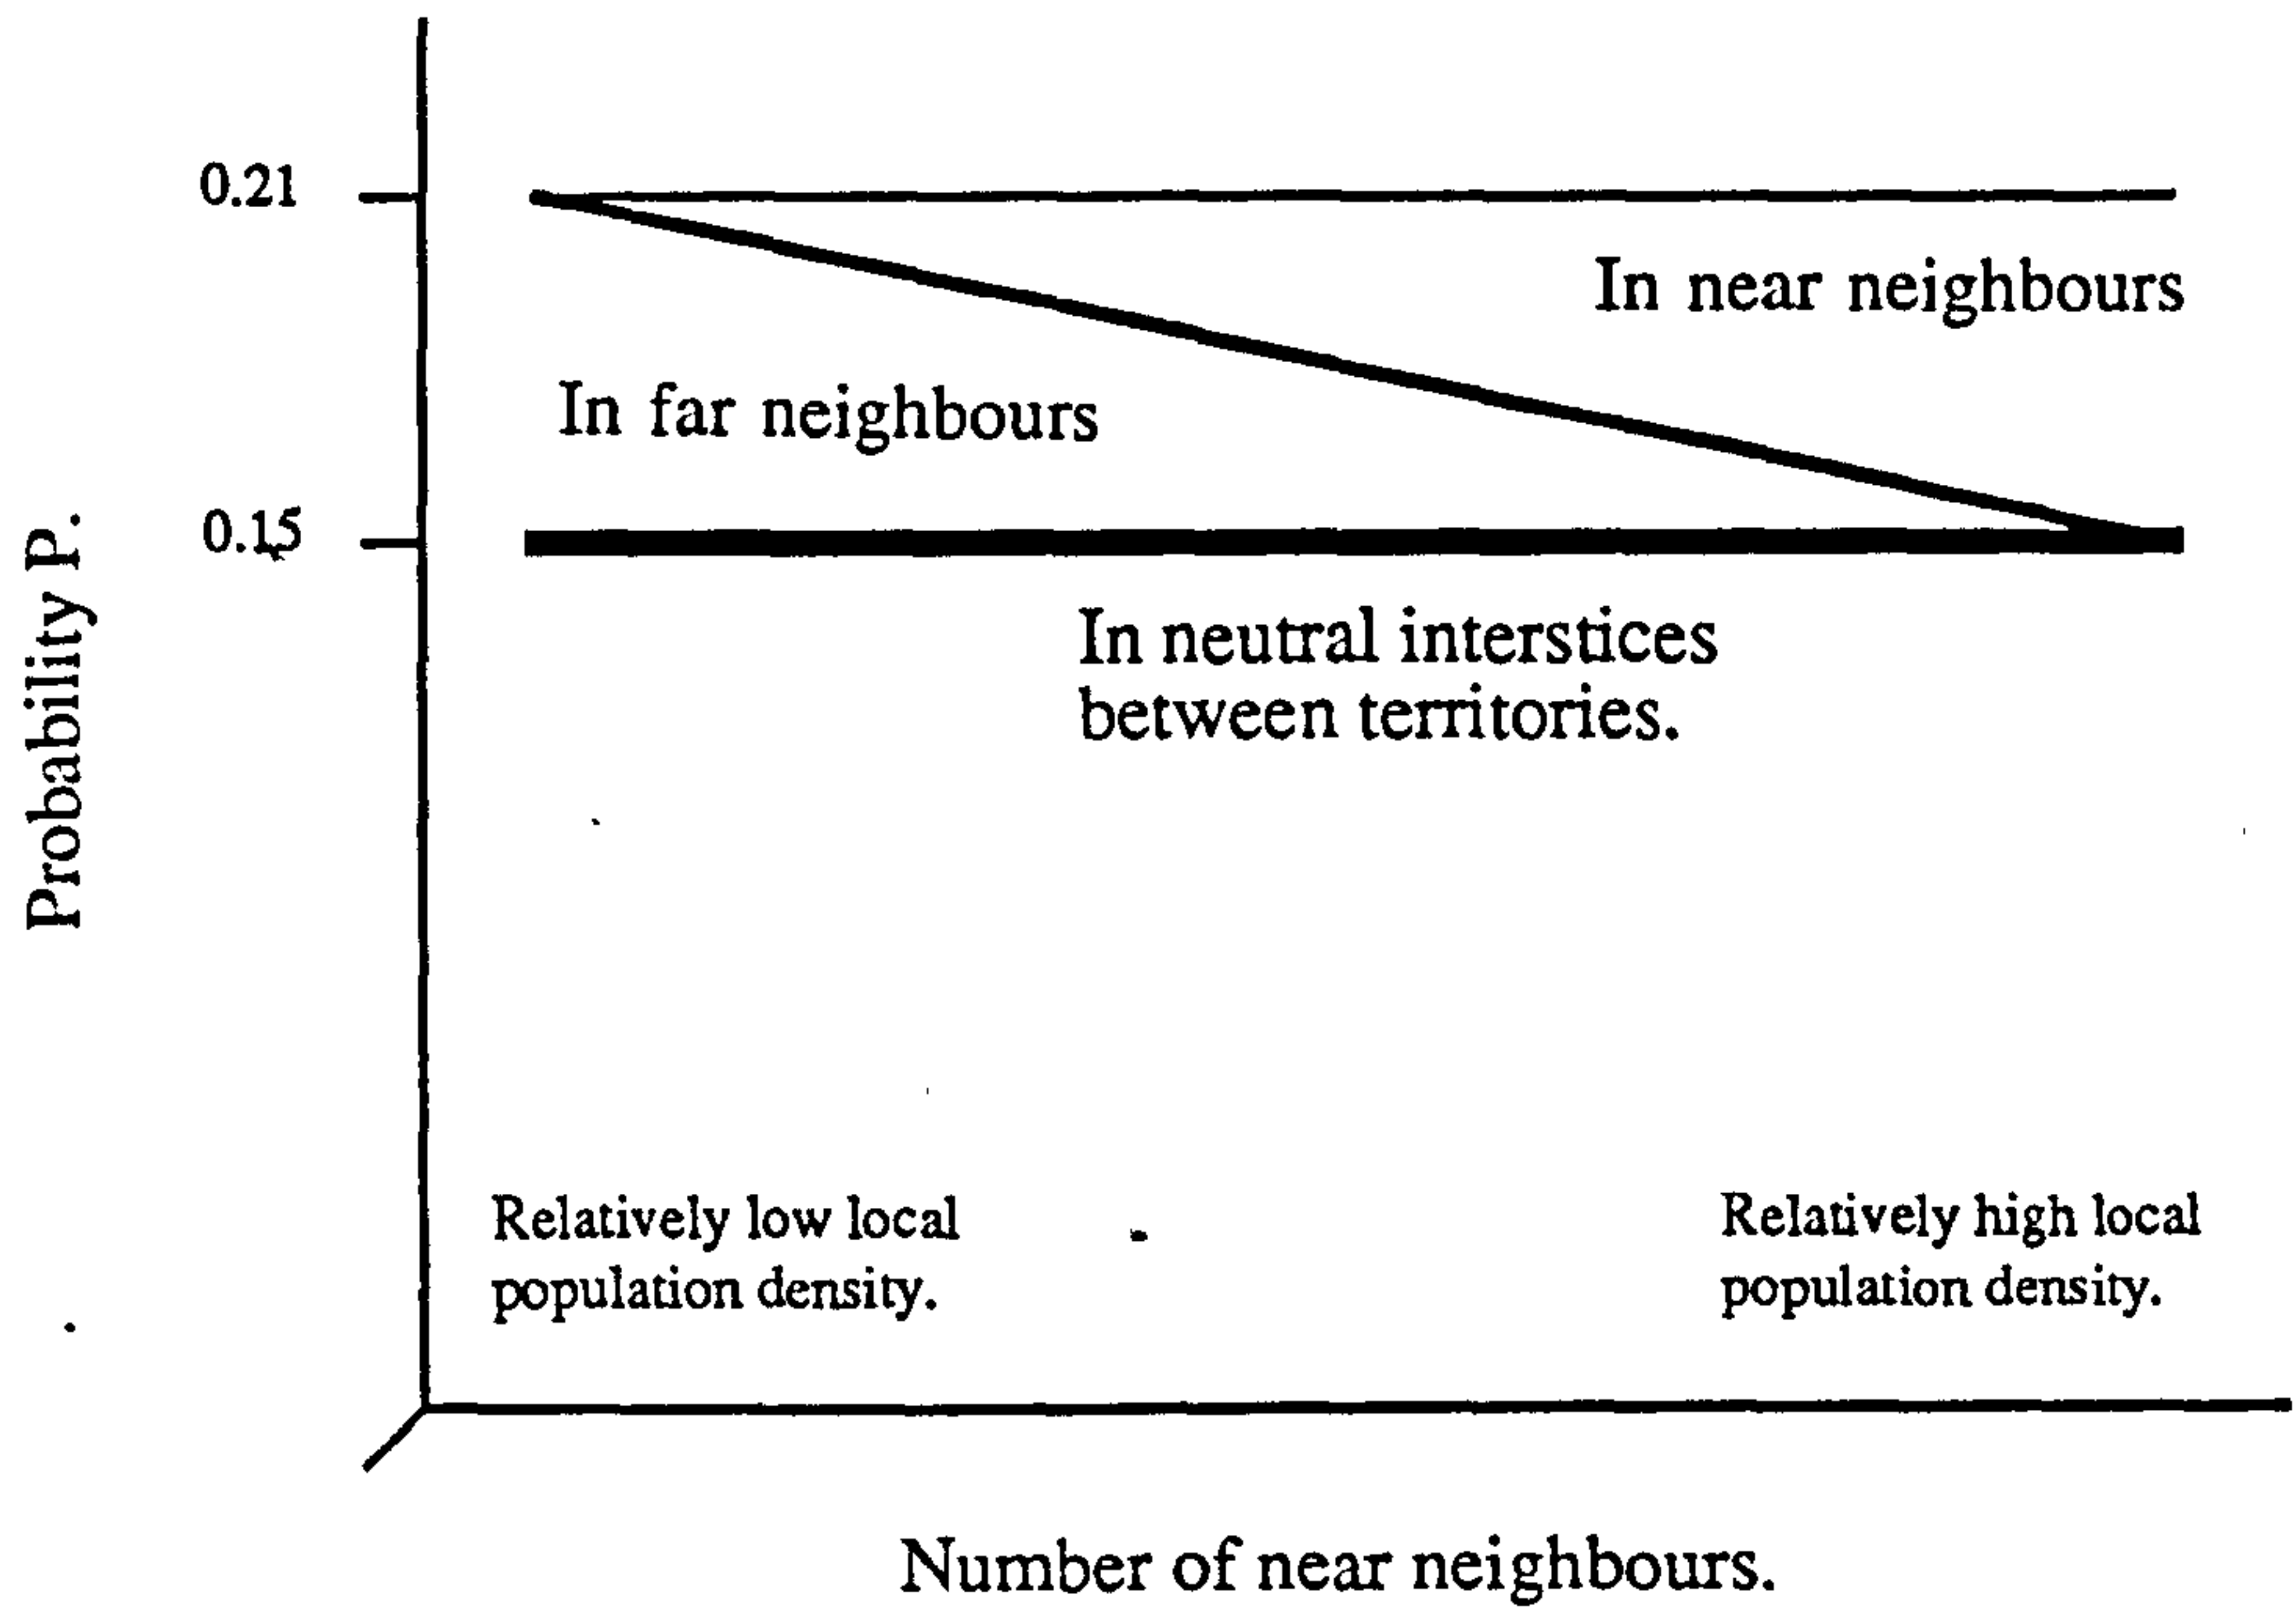 0.21
In near neighbours
In far neighbours
0.15
In neutral interstices
between territories.
Probability P.
Relatively low local
population density.
Relatively high local
population density.
Number of near neighbours.